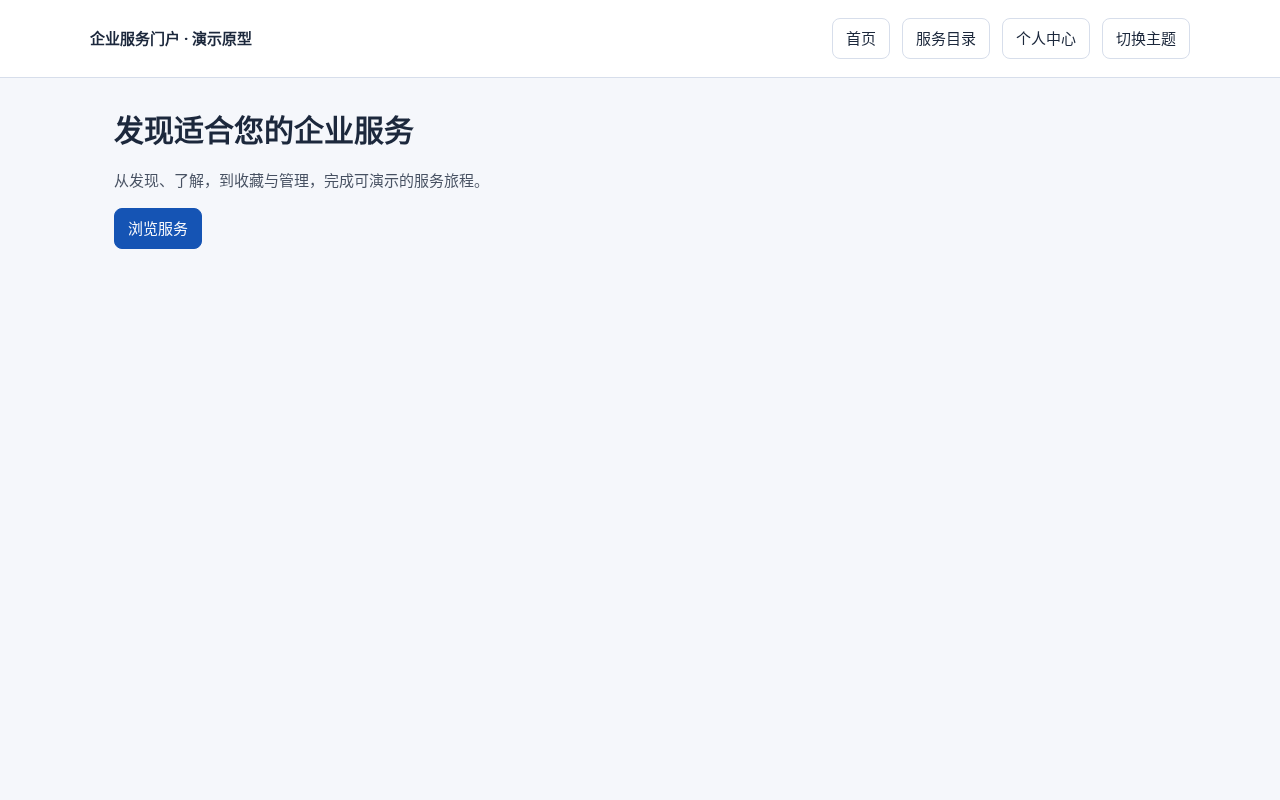 企业服务门户 · 演示原型
首页
服务目录
个人中心
切换主题
发现适合您的企业服务
从发现、了解，到收藏与管理，完成可演示的服务旅程。
浏览服务